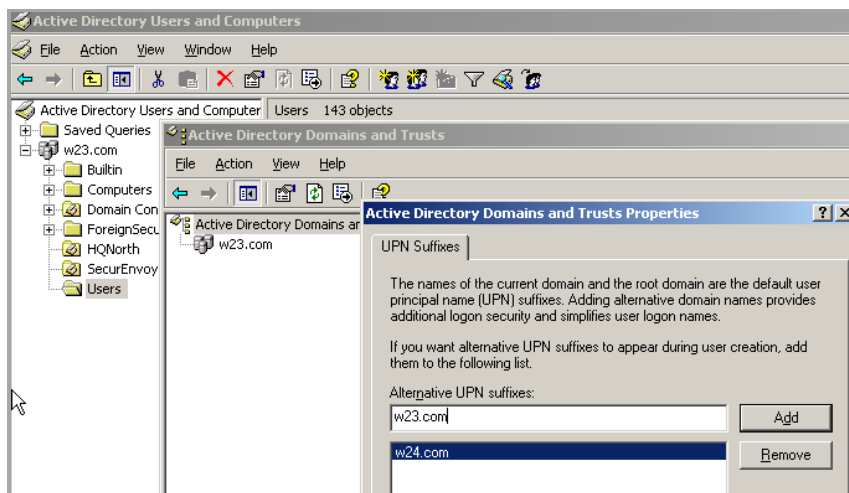 Active Directory Users and Computers
File Action View Window Help
Active Directory Users and Computer Users 143 objects
Saved Queries
w23.com
Builtin
Computers
Domain Con
ForeignSecu
HQNorth
SecurEnvoy
Users
Active Directory Domains and Trusts
File Action View Help
Active Directory Domains ar
w23.com
Active Directory Domains and Trusts Properties
UPN Suffixes
The names of the current domain and the root domain are the default user
principal name (UPN) suffixes. Adding alternative domain names provides
additional logon security and simplifies user logon names.
If you want alternative UPN suffixes to appear during user creation, add
them to the following list.
Alternative UPN suffixes:
w23.com Add
w24.com Remove